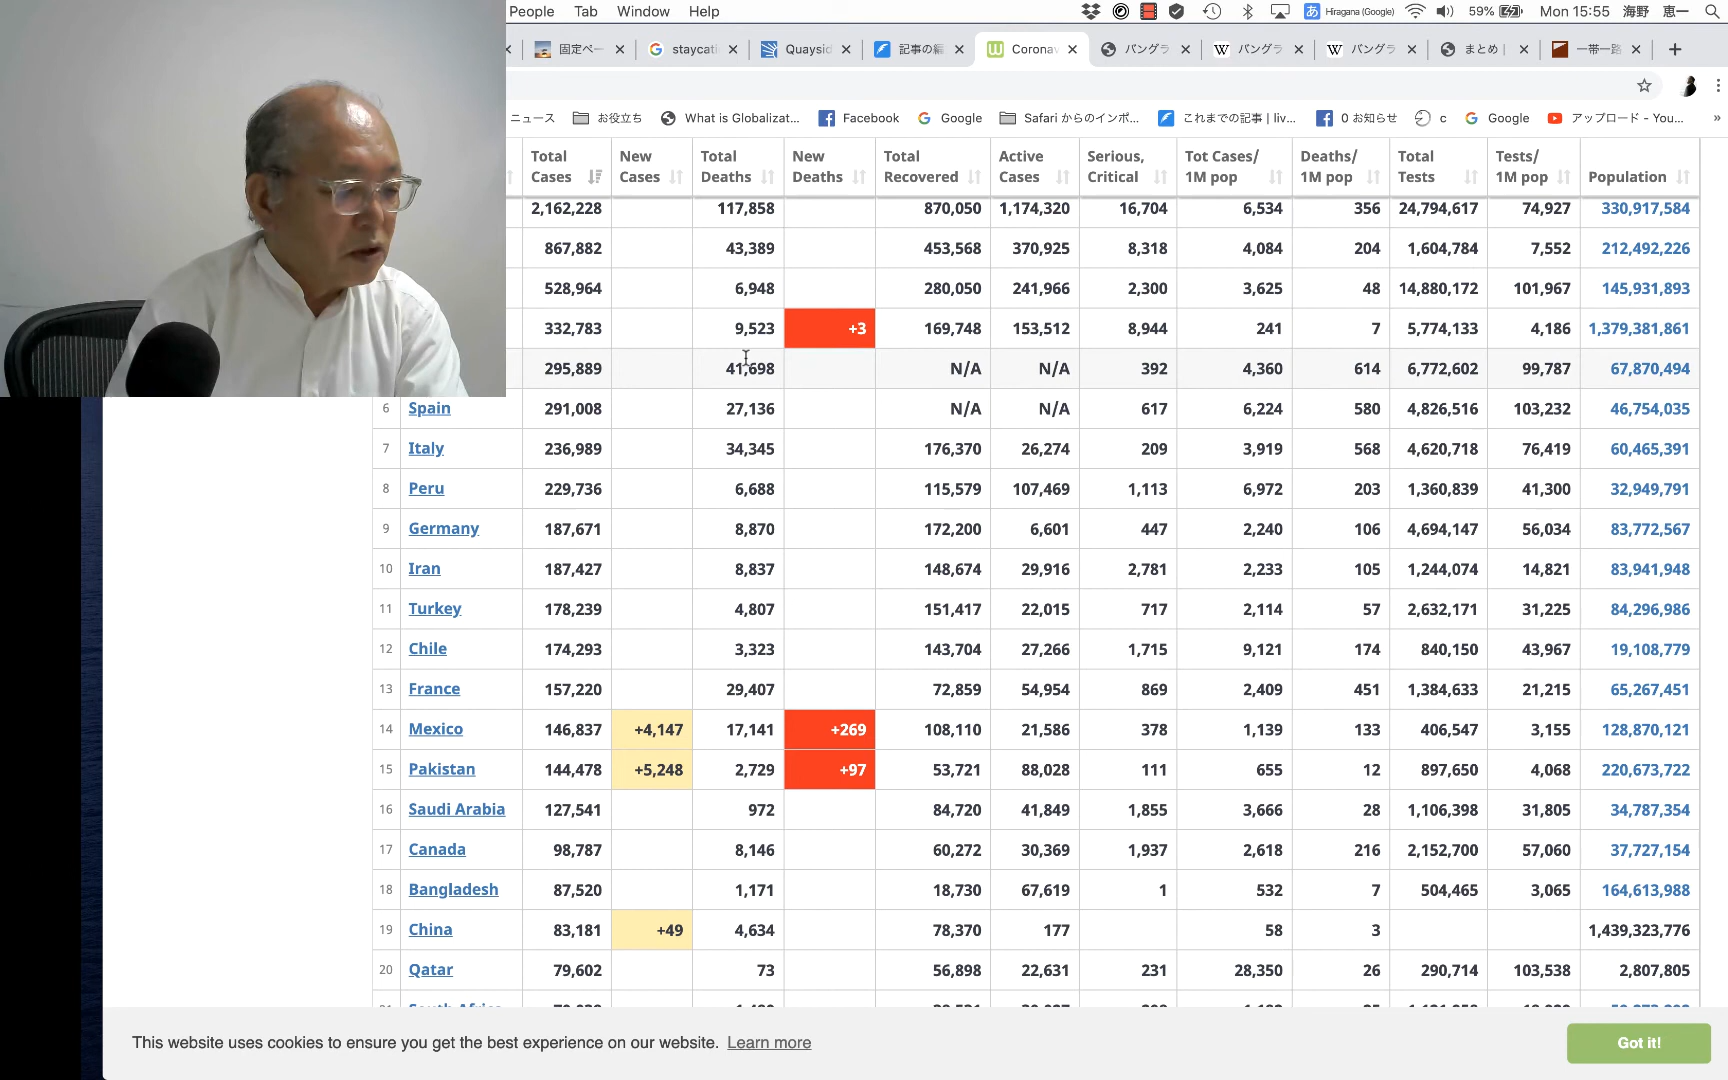 People Tab Window Help Hiragana (Google) 59% Mon 15:55 海野 恵一
固定ペー staycati Quaysid 記事の編 Corona バングラ バングラ バングラ まとめ | 一帯一路
ニュース お役立ち What is Globalizat... Facebook Google Safari からのインポ... これまでの記事 | liv... 0 お知らせ c Google アップロード - You... »
Total Cases New Cases Total Deaths New Deaths Total Recovered Active Cases Serious, Critical Tot Cases/ 1M pop Deaths/ 1M pop Total Tests Tests/ 1M pop Population
2,162,228 117,858 870,050 1,174,320 16,704 6,534 356 24,794,617 74,927 330,917,584
867,882 43,389 453,568 370,925 8,318 4,084 204 1,604,784 7,552 212,492,226
528,964 6,948 280,050 241,966 2,300 3,625 48 14,880,172 101,967 145,931,893
332,783 9,523 +3 169,748 153,512 8,944 241 7 5,774,133 4,186 1,379,381,861
295,889 41,698 N/A N/A 392 4,360 614 6,772,602 99,787 67,870,494
6 Spain 291,008 27,136 N/A N/A 617 6,224 580 4,826,516 103,232 46,754,035
7 Italy 236,989 34,345 176,370 26,274 209 3,919 568 4,620,718 76,419 60,465,391
8 Peru 229,736 6,688 115,579 107,469 1,113 6,972 203 1,360,839 41,300 32,949,791
9 Germany 187,671 8,870 172,200 6,601 447 2,240 106 4,694,147 56,034 83,772,567
10 Iran 187,427 8,837 148,674 29,916 2,781 2,233 105 1,244,074 14,821 83,941,948
11 Turkey 178,239 4,807 151,417 22,015 717 2,114 57 2,632,171 31,225 84,296,986
12 Chile 174,293 3,323 143,704 27,266 1,715 9,121 174 840,150 43,967 19,108,779
13 France 157,220 29,407 72,859 54,954 869 2,409 451 1,384,633 21,215 65,267,451
14 Mexico 146,837 +4,147 17,141 +269 108,110 21,586 378 1,139 133 406,547 3,155 128,870,121
15 Pakistan 144,478 +5,248 2,729 +97 53,721 88,028 111 655 12 897,650 4,068 220,673,722
16 Saudi Arabia 127,541 972 84,720 41,849 1,855 3,666 28 1,106,398 31,805 34,787,354
17 Canada 98,787 8,146 60,272 30,369 1,937 2,618 216 2,152,700 57,060 37,727,154
18 Bangladesh 87,520 1,171 18,730 67,619 1 532 7 504,465 3,065 164,613,988
19 China 83,181 +49 4,634 78,370 177 58 3 1,439,323,776
20 Qatar 79,602 73 56,898 22,631 231 28,350 26 290,714 103,538 2,807,805
This website uses cookies to ensure you get the best experience on our website. Learn more Got it!